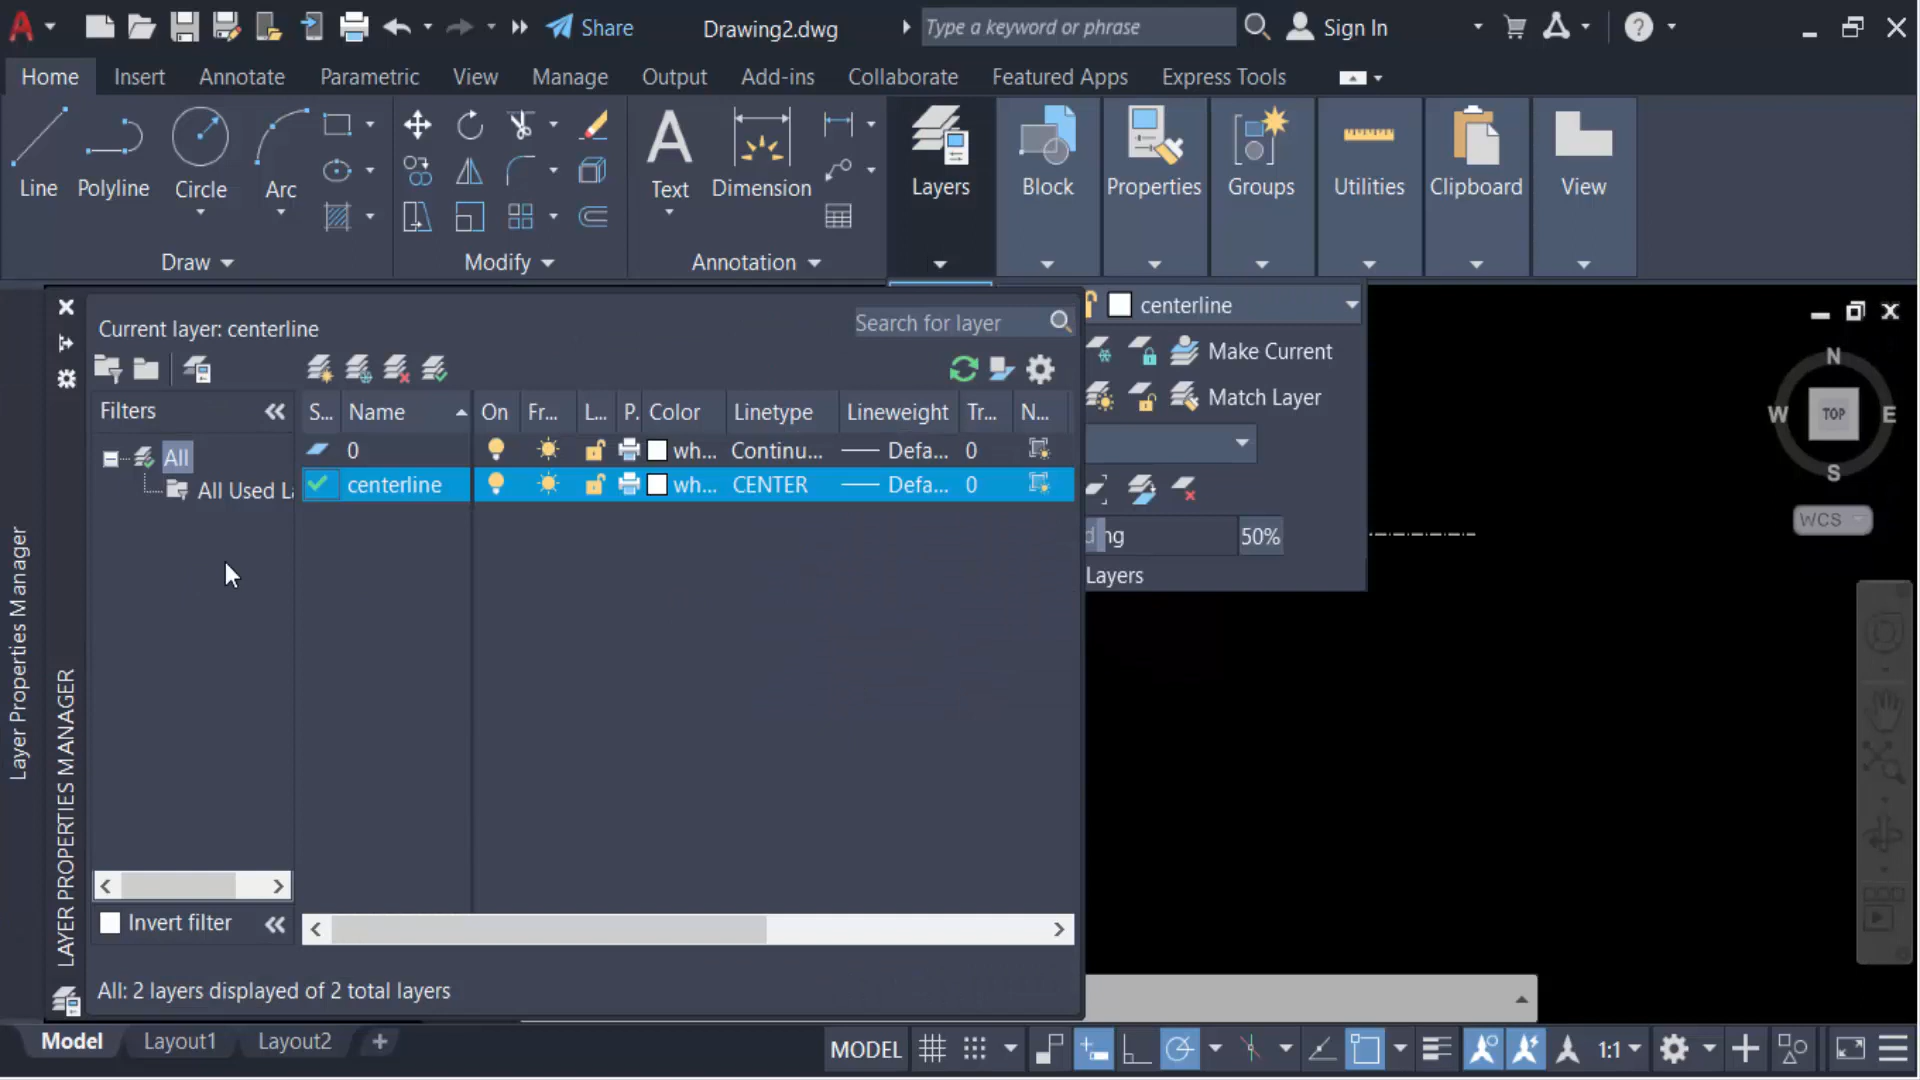 Share
Drawing2.dwg
Type a keyword or phrase
Sign In
Home Insert Annotate Parametric View Manage Output Add-ins Collaborate Featured Apps Express Tools
Line Polyline Circle Arc
Text Dimension
Layers Block Properties Groups Utilities Clipboard View
Draw Modify Annotation
Current layer: centerline
Search for layer
centerline
Make Current
Match Layer
Filters
S... Name On Fr... L... P. Color Linetype Lineweight Tr... N...
All
0 wh... Continu... Defa... 0
All Used L
centerline wh... CENTER Defa... 0
50%
Layers
Invert filter
All: 2 layers displayed of 2 total layers
Layer Properties Manager
LAYER PROPERTIES MANAGER
N
W TOP E
S
WCS
Model Layout1 Layout2
MODEL 1:1